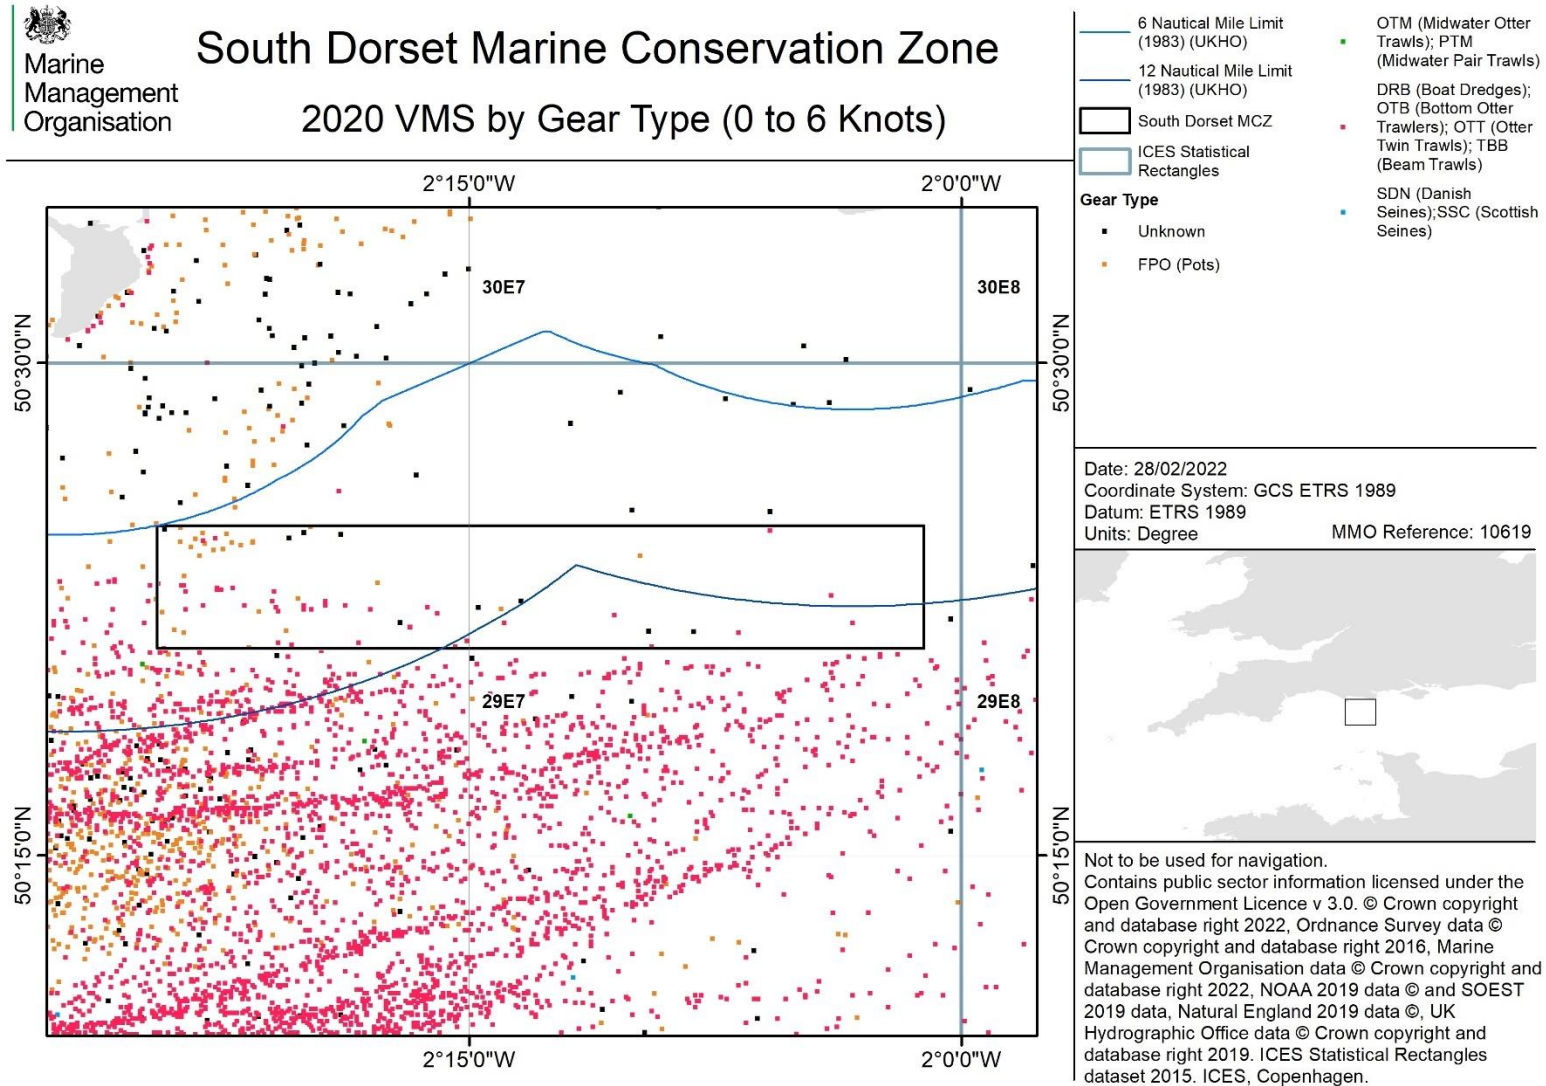 Marine
Management
Organisation
South Dorset Marine Conservation Zone
2020 VMS by Gear Type (0 to 6 Knots)
2°15'0"W
2°0'0"W
30E7
30E8
50°30'0"N
50°30'0"N
29E7
29E8
50°15'0"N
50°15'0"N
2°15'0"W
2°0'0"W
6 Nautical Mile Limit
(1983) (UKHO)
12 Nautical Mile Limit
(1983) (UKHO)
South Dorset MCZ
ICES Statistical
Rectangles
Gear Type
Unknown
FPO (Pots)
OTM (Midwater Otter
Trawls); PTM
(Midwater Pair Trawls)
DRB (Boat Dredges);
OTB (Bottom Otter
Trawlers); OTT (Otter
Twin Trawls); TBB
(Beam Trawls)
SDN (Danish
Seines);SSC (Scottish
Seines)
Date: 28/02/2022
Coordinate System: GCS ETRS 1989
Datum: ETRS 1989
Units: Degree
MMO Reference: 10619
Not to be used for navigation.
Contains public sector information licensed under the
Open Government Licence v 3.0. © Crown copyright
and database right 2022, Ordnance Survey data ©
Crown copyright and database right 2016, Marine
Management Organisation data © Crown copyright and
database right 2022, NOAA 2019 data © and SOEST
2019 data, Natural England 2019 data ©, UK
Hydrographic Office data © Crown copyright and
database right 2019. ICES Statistical Rectangles
dataset 2015. ICES, Copenhagen.